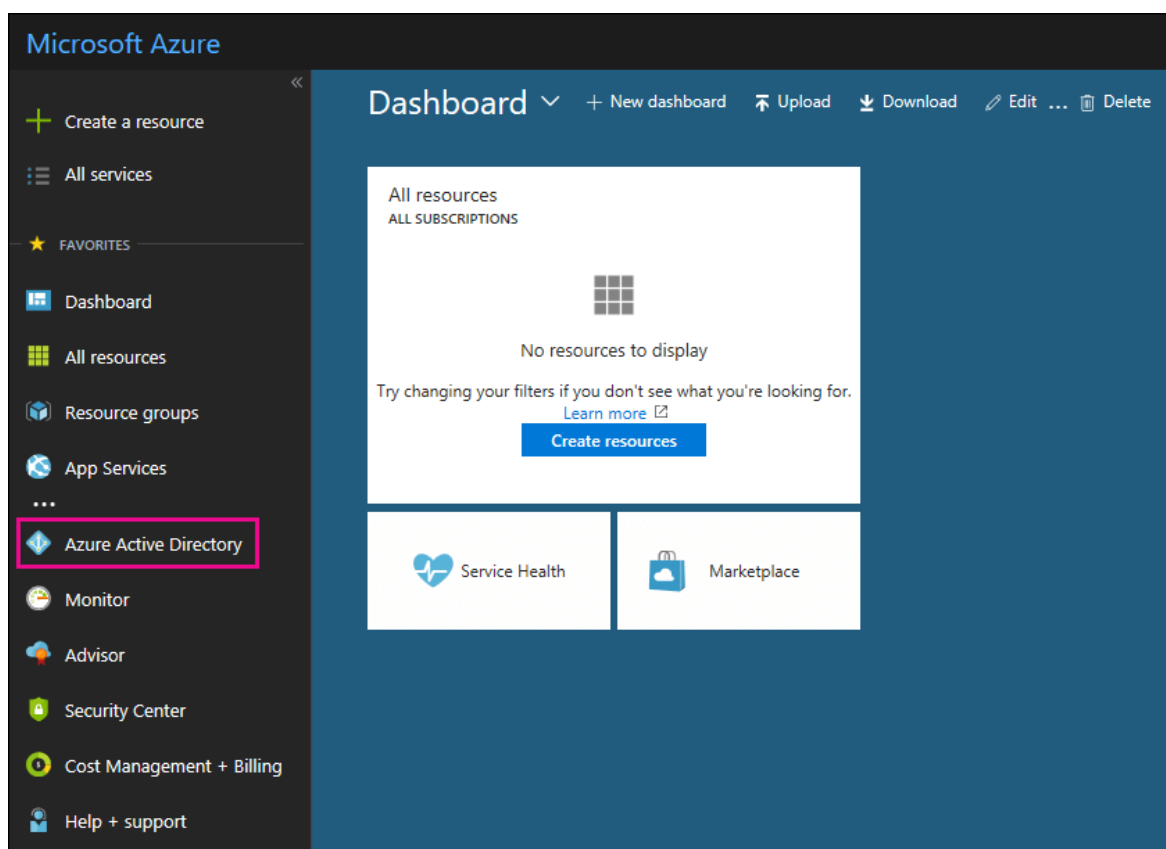 Microsoft Azure
«
Create a resource
All services
FAVORITES
Dashboard
All resources
Resource groups
App Services
...
Azure Active Directory
Monitor
Advisor
Security Center
Cost Management + Billing
Help + support
Dashboard + New dashboard Upload Download Edit ... Delete
All resources
ALL SUBSCRIPTIONS
No resources to display
Try changing your filters if you don't see what you're looking for.
Learn more
Create resources
Service Health
Marketplace